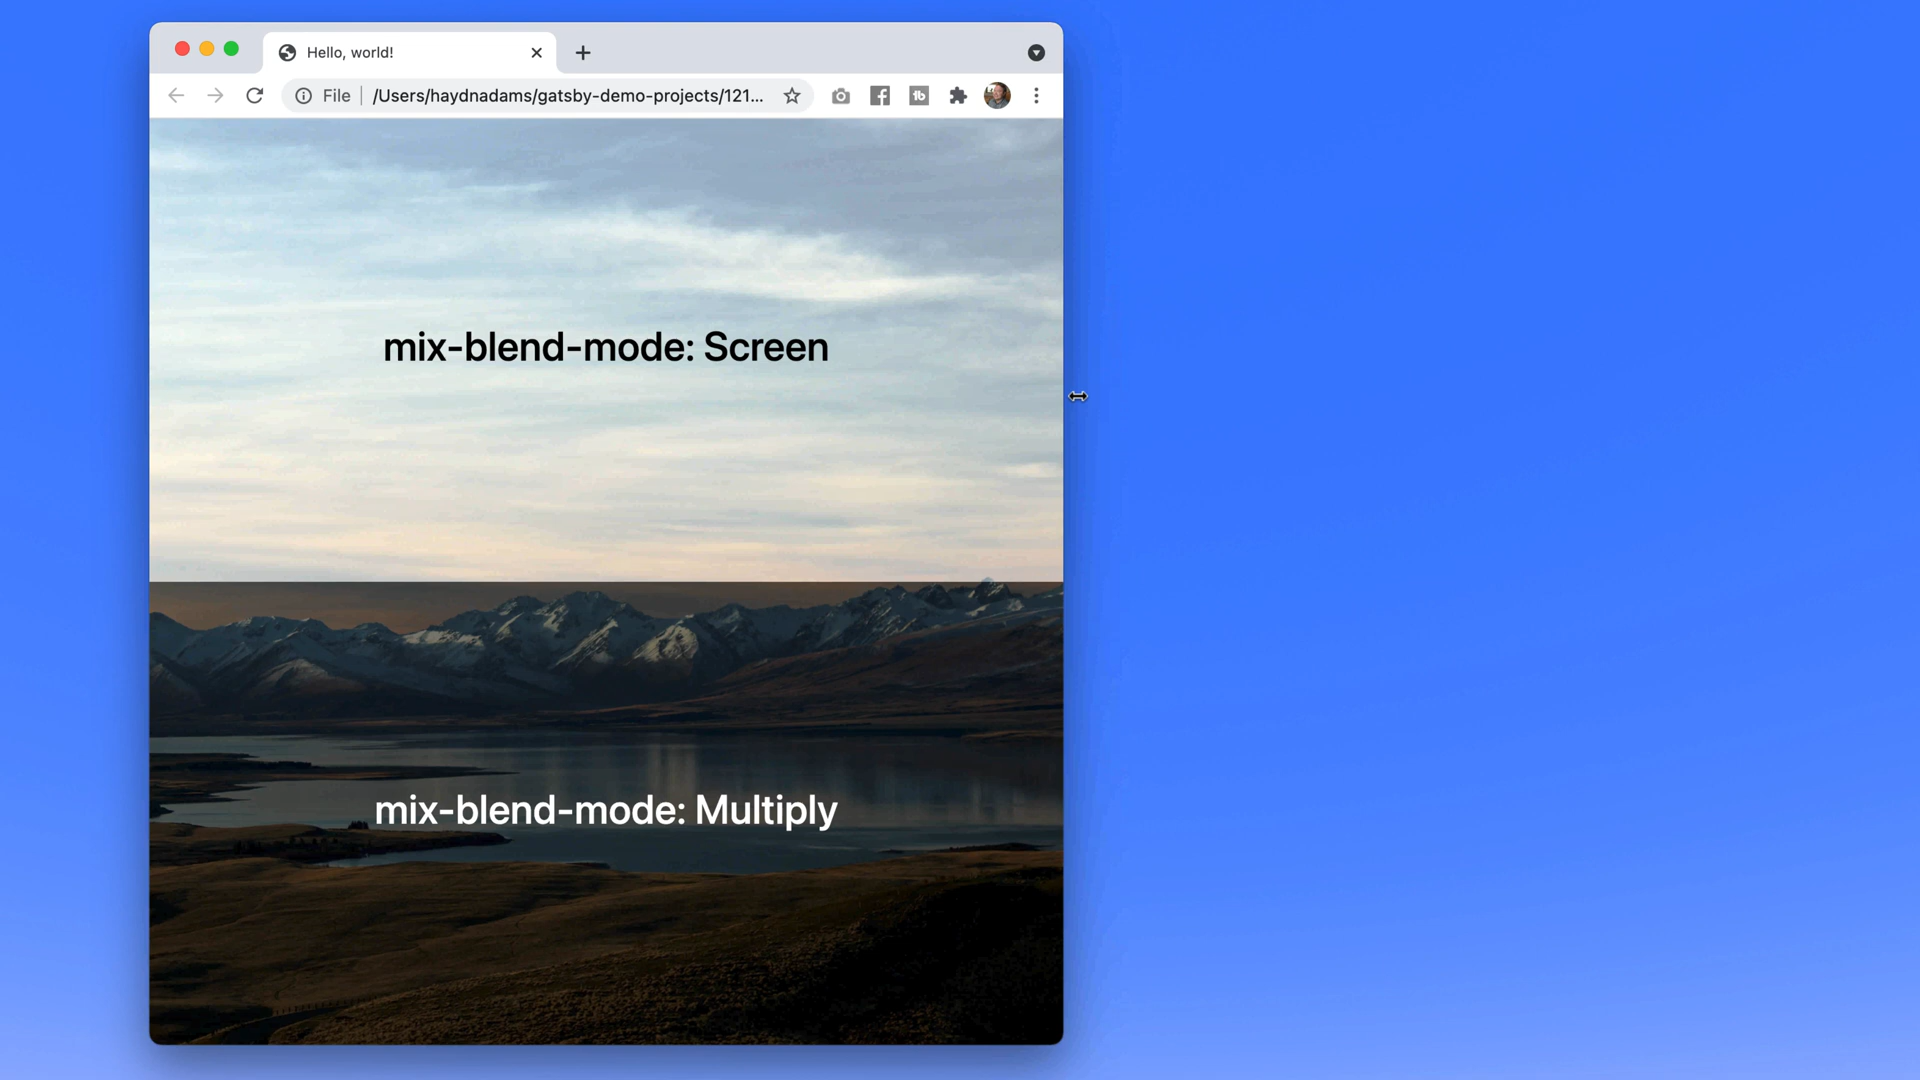 Hello, world!
File /Users/haydnadams/gatsby-demo-projects/121...
mix-blend-mode: Screen
mix-blend-mode: Multiply